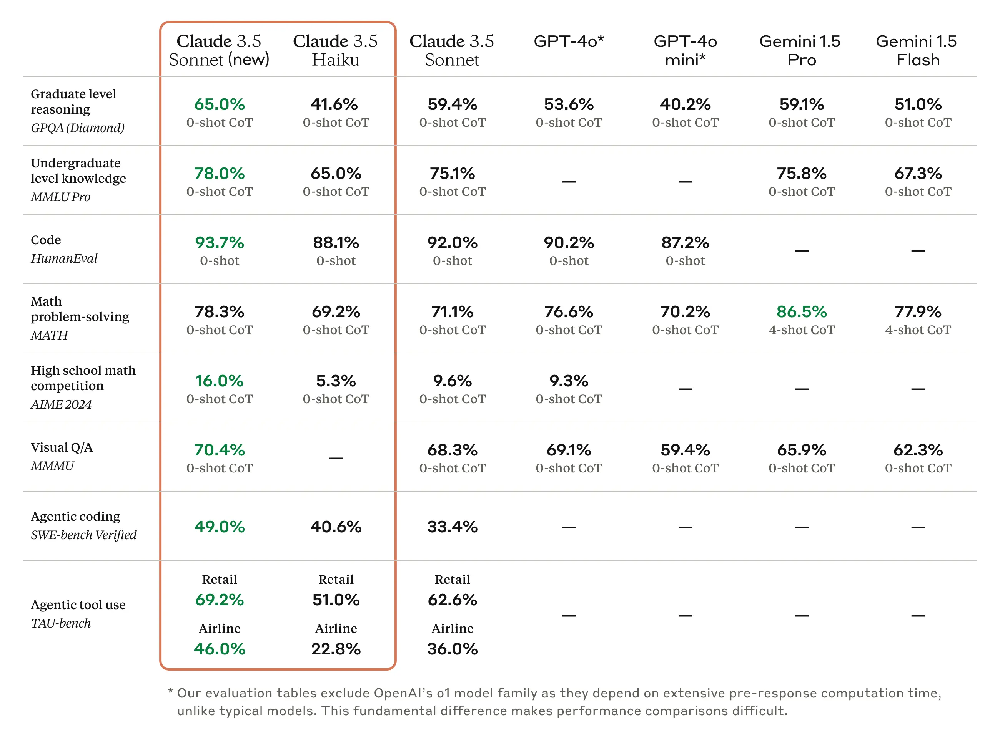 Claude 3.5 Sonnet (new)
Claude 3.5 Haiku
Claude 3.5 Sonnet
GPT-4o*
GPT-4o mini*
Gemini 1.5 Pro
Gemini 1.5 Flash
Graduate level
reasoning
GPQA (Diamond)
65.0% 41.6% 59.4% 53.6% 40.2% 59.1% 51.0%
0-shot CoT 0-shot CoT 0-shot CoT 0-shot CoT 0-shot CoT 0-shot CoT 0-shot CoT
Undergraduate
level knowledge
MMLU Pro
78.0% 65.0% 75.1% — — 75.8% 67.3%
0-shot CoT 0-shot CoT 0-shot CoT 0-shot CoT 0-shot CoT
Code
HumanEval
93.7% 88.1% 92.0% 90.2% 87.2% — —
0-shot 0-shot 0-shot 0-shot 0-shot
Math
problem-solving
MATH
78.3% 69.2% 71.1% 76.6% 70.2% 86.5% 77.9%
0-shot CoT 0-shot CoT 0-shot CoT 0-shot CoT 0-shot CoT 4-shot CoT 4-shot CoT
High school math
competition
AIME 2024
16.0% 5.3% 9.6% 9.3% — — —
0-shot CoT 0-shot CoT 0-shot CoT 0-shot CoT
Visual Q/A
MMMU
70.4% — 68.3% 69.1% 59.4% 65.9% 62.3%
0-shot CoT 0-shot CoT 0-shot CoT 0-shot CoT 0-shot CoT 0-shot CoT
Agentic coding
SWE-bench Verified
49.0% 40.6% 33.4% — — — —
Agentic tool use
TAU-bench
Retail Retail Retail
69.2% 51.0% 62.6% — — — —
Airline Airline Airline
46.0% 22.8% 36.0%
* Our evaluation tables exclude OpenAI's o1 model family as they depend on extensive pre-response computation time,
unlike typical models. This fundamental difference makes performance comparisons difficult.